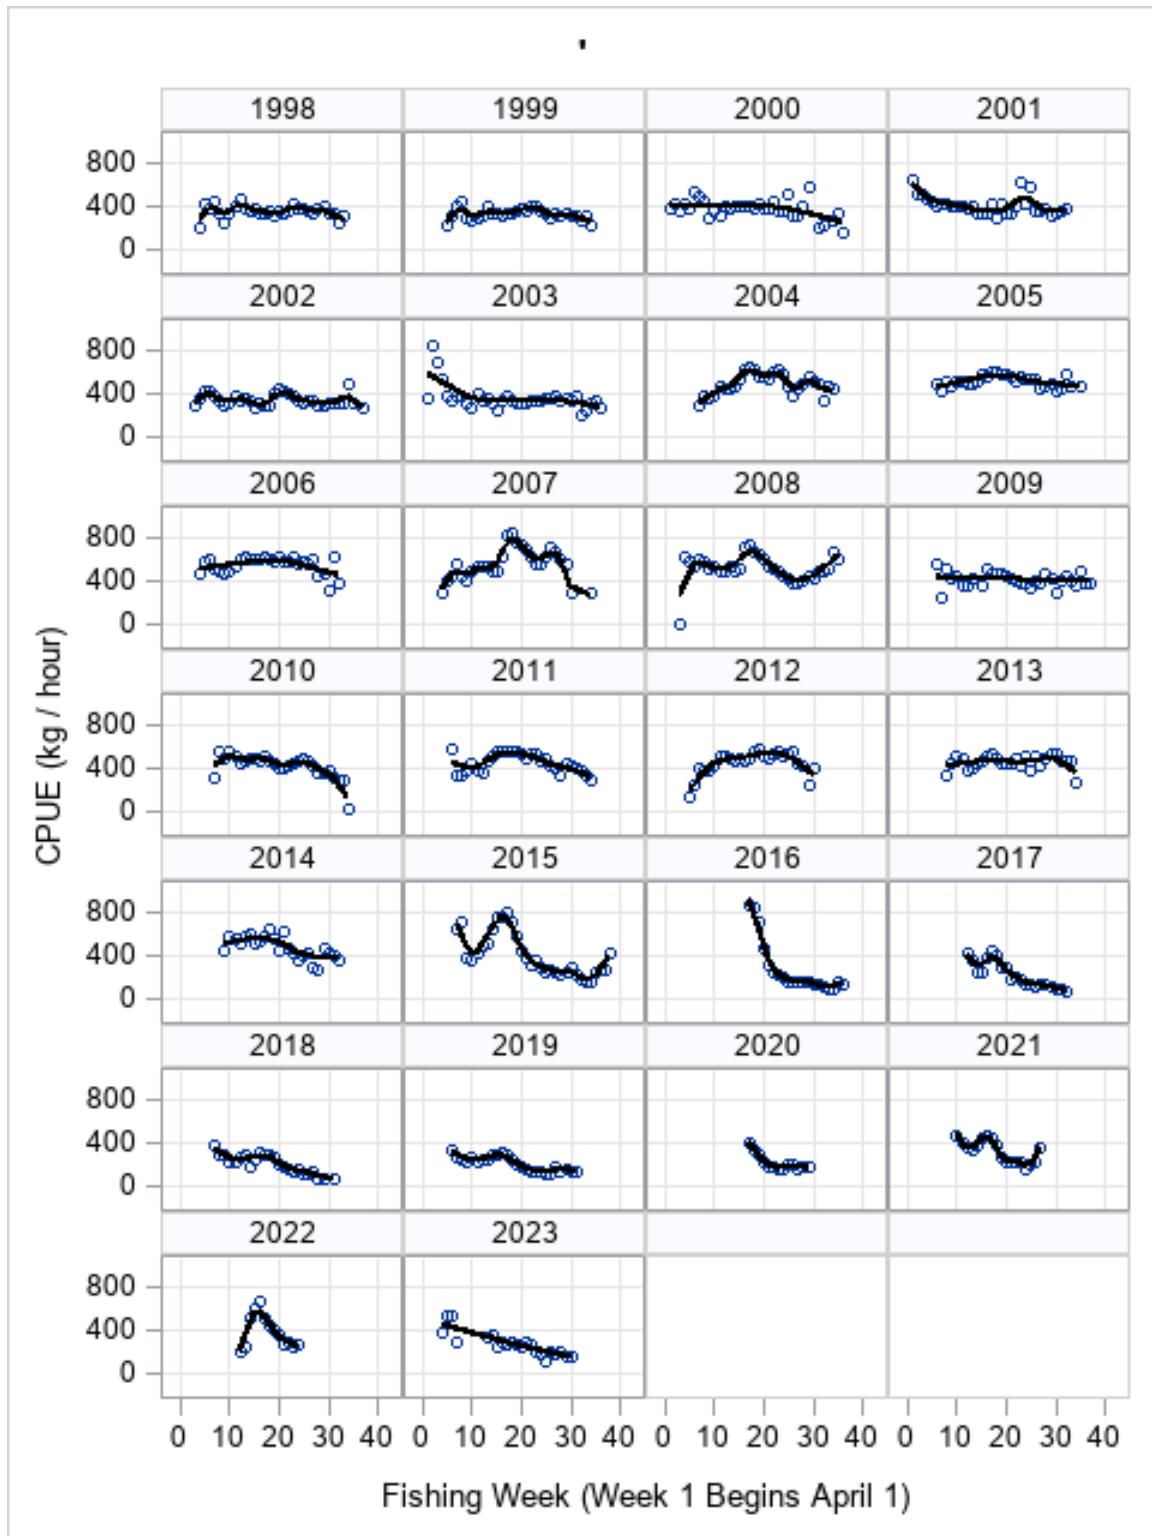 '
1998 1999 2000 2001
800
400
0
2002 2003 2004 2005
800
400
0
2006 2007 2008 2009
800
400
0
2010 2011 2012 2013
800
400
0
2014 2015 2016 2017
800
400
0
2018 2019 2020 2021
800
400
0
2022 2023
800
400
0
0 10 20 30 40 0 10 20 30 40 0 10 20 30 40 0 10 20 30 40
CPUE (kg / hour)
Fishing Week (Week 1 Begins April 1)